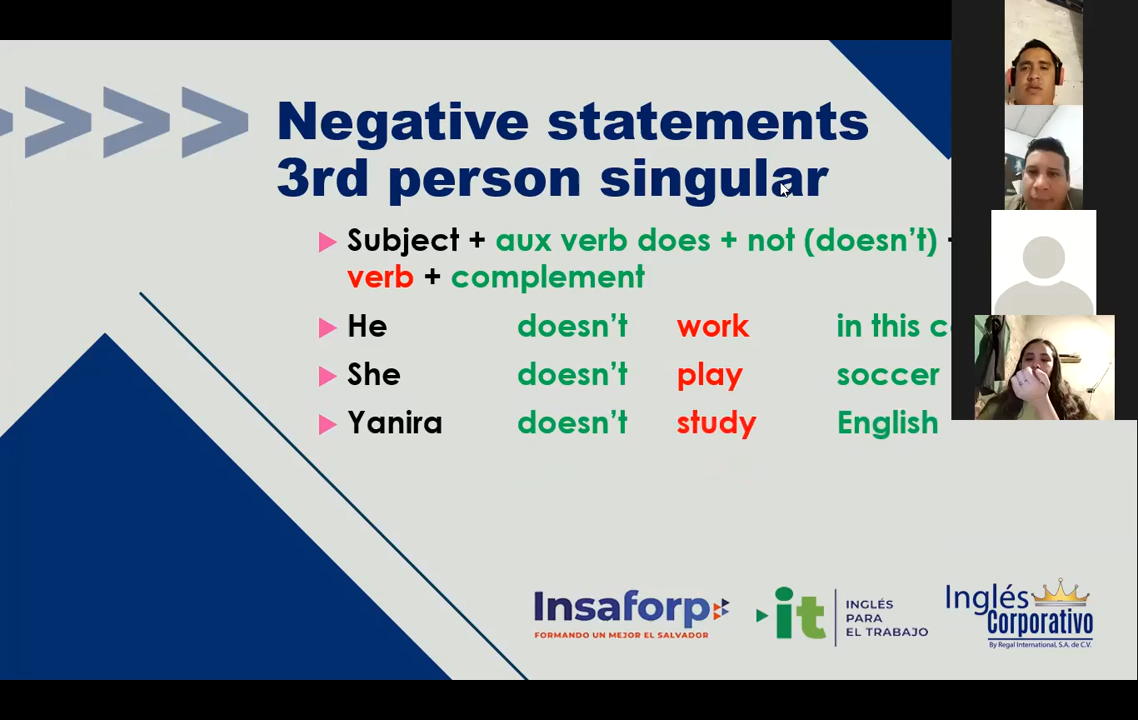 Negative statements
3rd person singular
Subject + aux verb does + not (doesn't)
verb + complement
He doesn't work in this
She doesn't play soccer
Yanira doesn't study English
Insaforp
FORMANDO UN MEJOR EL SALVADOR
it
INGLÉS
PARA
EL TRABAJO
Inglés
Corporativo
By Regal International, S.A. de C.V.